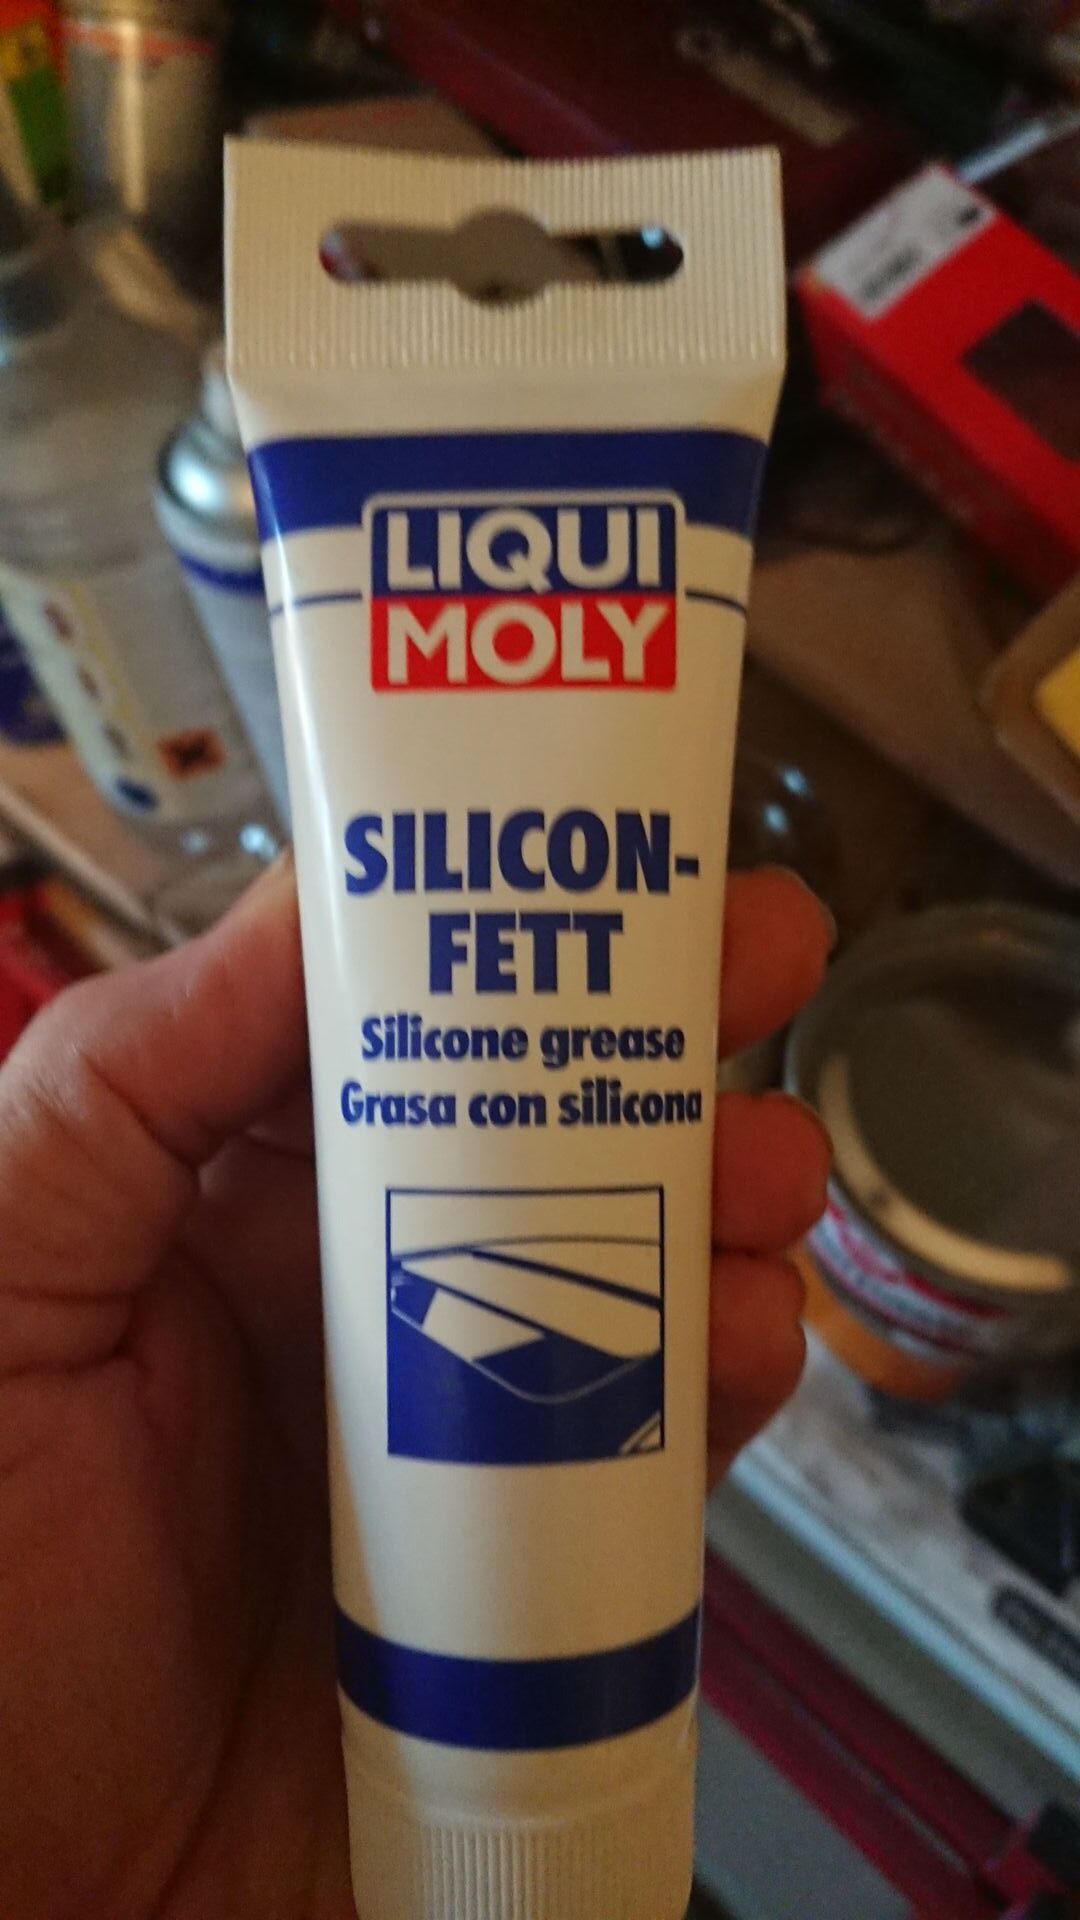 LIQUI
MOLY
SILICON-
FETT
Silicone grease
Grasa con silicona